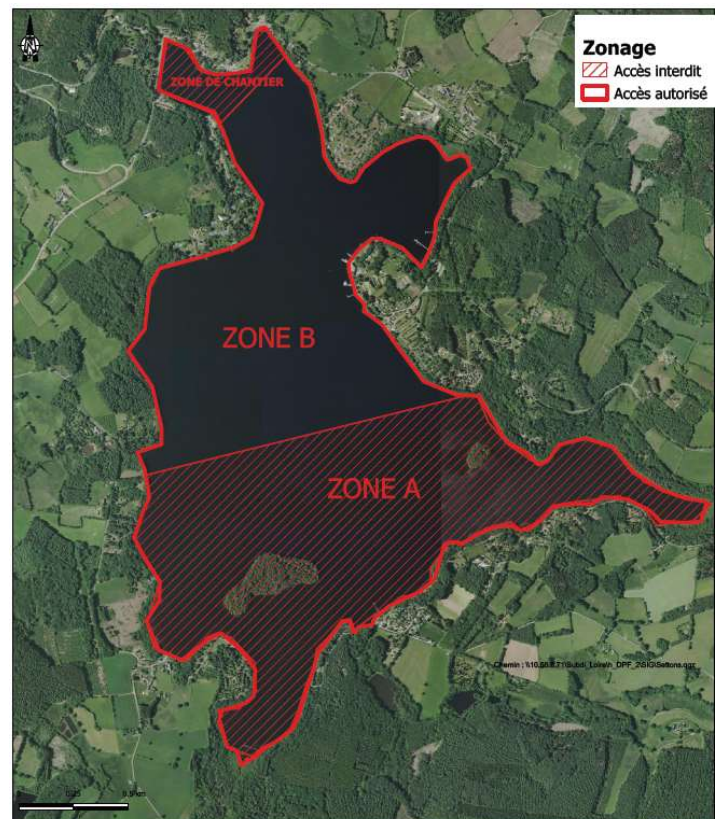 N
Zonage
Accès interdit
Accès autorisé
ZONE DE CHANTIER
ZONE B
ZONE A